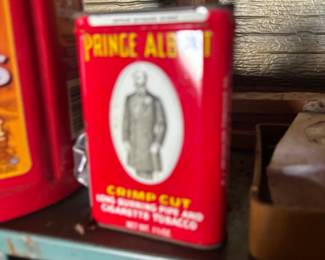 PRINCE ALBERT
CRIMP CUT
LONG BURNING PIPE AND
CIGARETTE TOBACCO